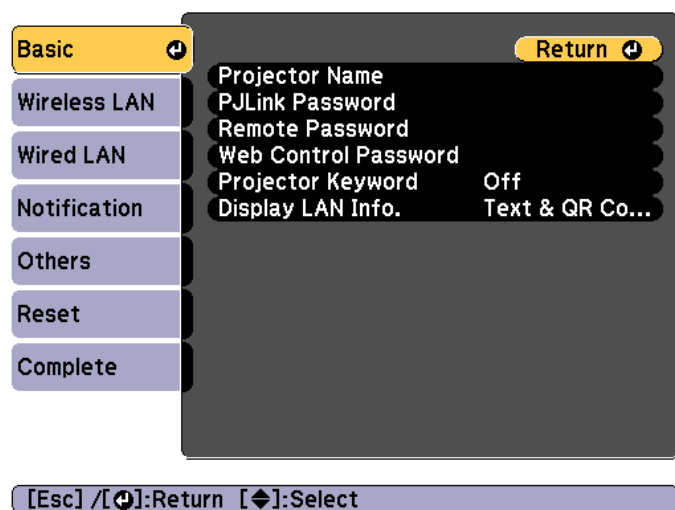 Basic
Wireless LAN
Wired LAN
Notification
Others
Reset
Complete
Return
Projector Name
PJLink Password
Remote Password
Web Control Password
Projector Keyword Off
Display LAN Info. Text & QR Co...
[Esc] /[⏎]:Return [◆]:Select